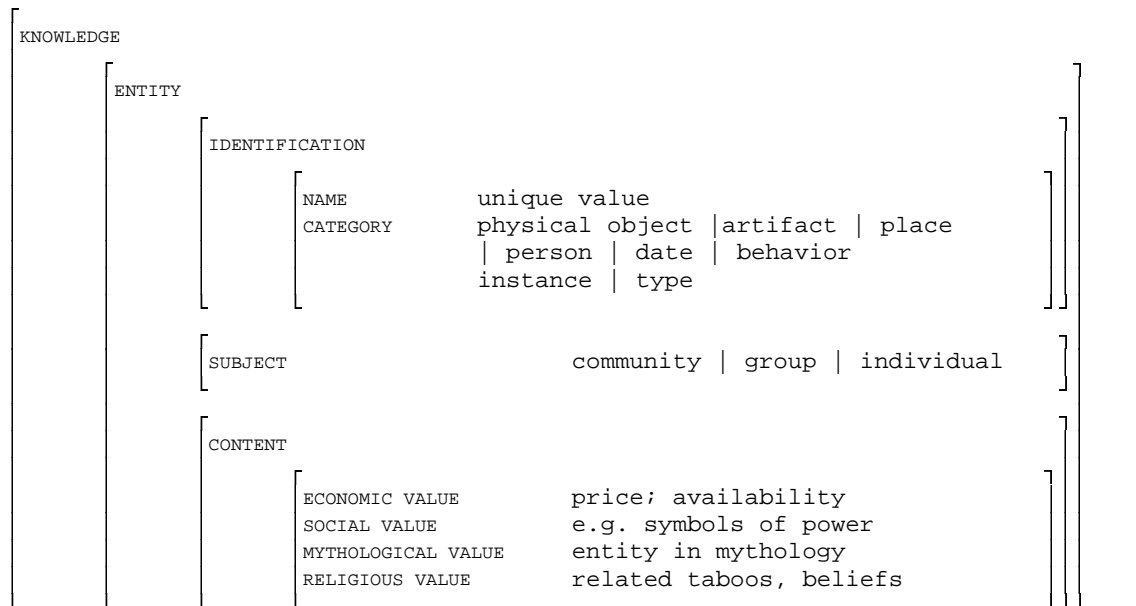 KNOWLEDGE
ENTITY
IDENTIFICATION
NAME unique value
CATEGORY physical object |artifact | place
| person | date | behavior
instance | type
SUBJECT community | group | individual
CONTENT
ECONOMIC VALUE price; availability
SOCIAL VALUE e.g. symbols of power
MYTHOLOGICAL VALUE entity in mythology
RELIGIOUS VALUE related taboos, beliefs